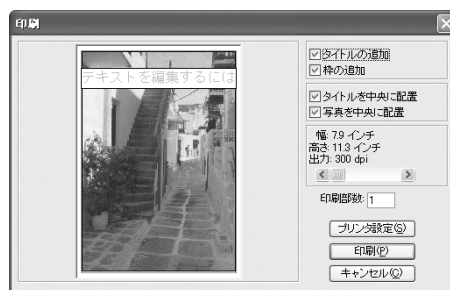 印刷
テキストを編集するには
タイトルの追加
枠の追加
タイトルを中央に配置
写真を中央に配置
幅: 7.9 インチ
高さ: 11.3 インチ
出力: 300 dpi
印刷部数: 1
プリンタ設定(S)
印刷(P)
キャンセル(C)